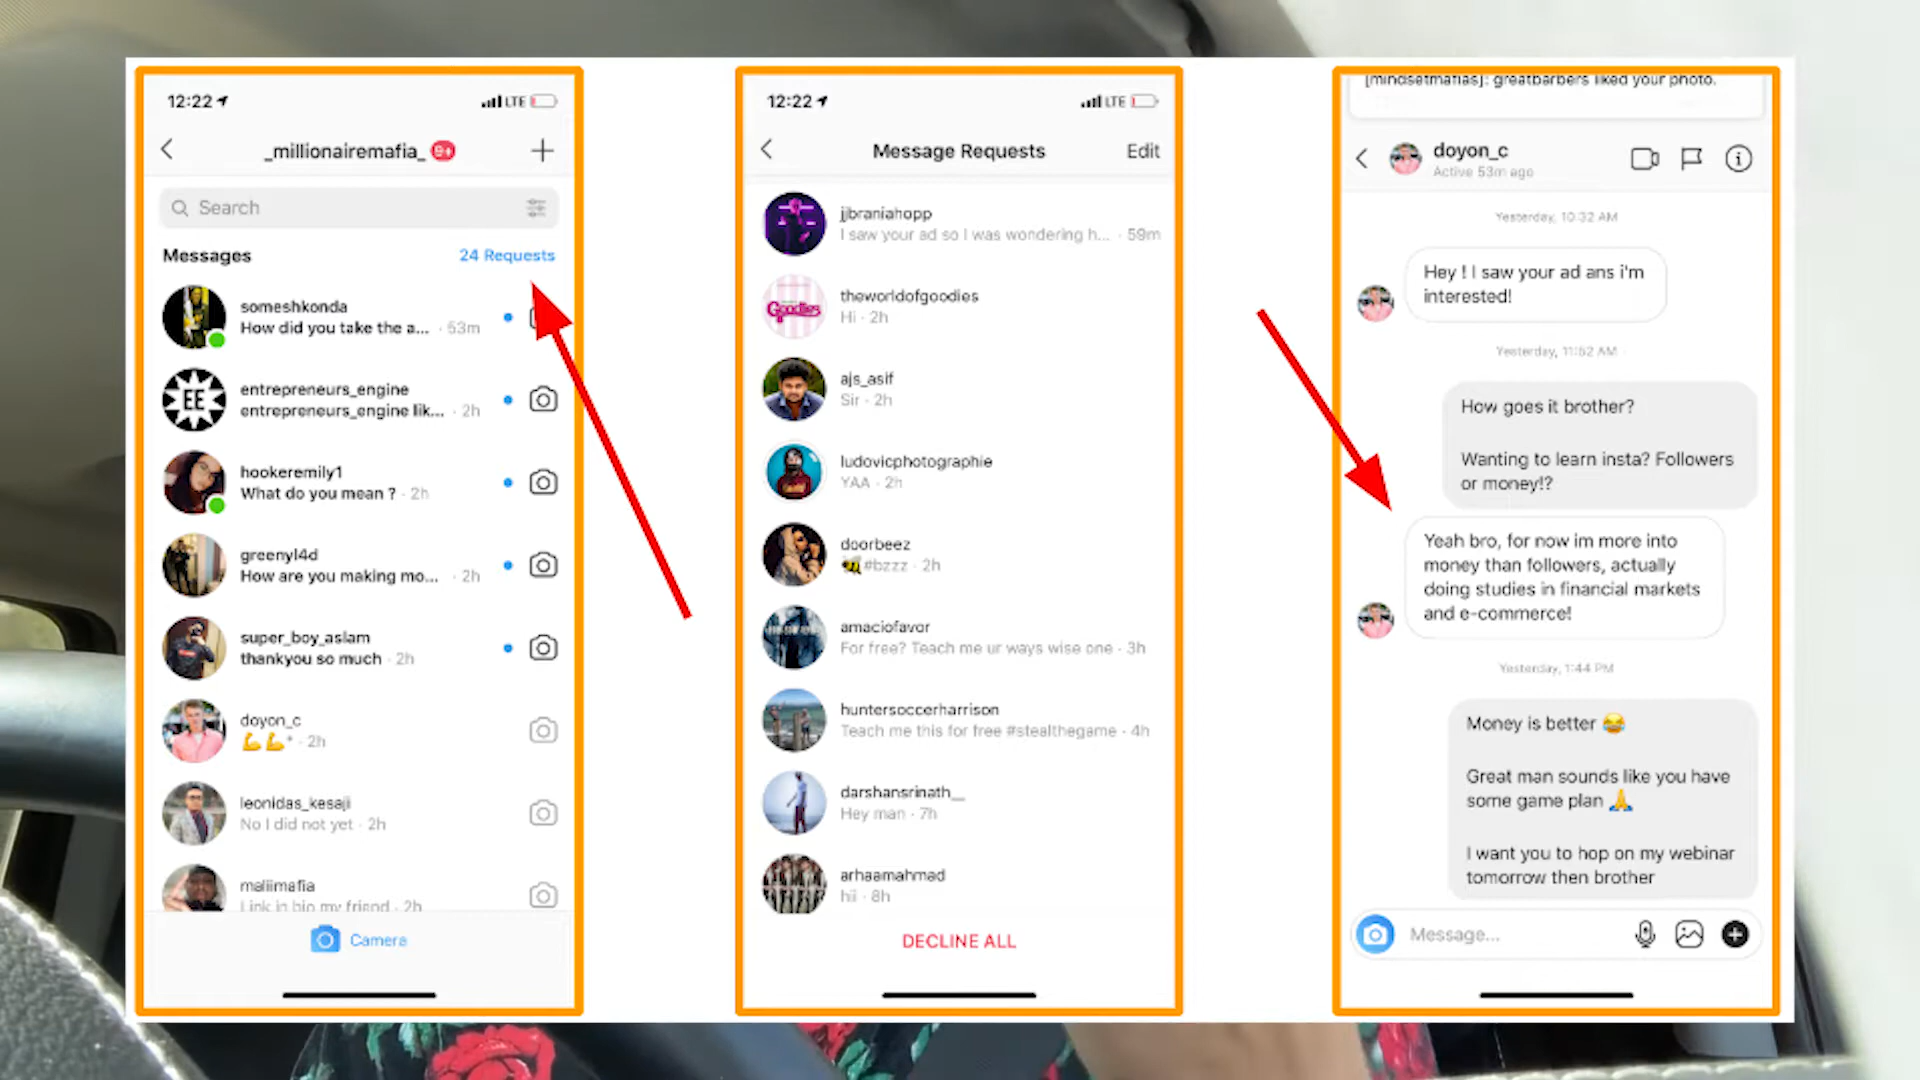 12:22
LTE
_millionairemafia_ 9+
Search
Messages
24 Requests
someshkonda
How did you take the a... · 53m
EE
entrepreneurs_engine
entrepreneurs_engine lik... · 2h
hookeremily1
What do you mean ? · 2h
greenyl4d
How are you making mo... · 2h
super_boy_aslam
thankyou so much · 2h
doyon_c
💪💪* · 2h
leonidas_kesaji
No I did not yet · 2h
maliimafia
Link in bio my friend · 2h
Camera
12:22
LTE
Message Requests
Edit
jjbraniahopp
I saw your ad so I was wondering h... · 59m
Goodies
theworldofgoodies
Hi · 2h
ajs_asif
Sir · 2h
ludovicphotographie
YAA · 2h
doorbeez
🐝#bzzz · 2h
amaciofavor
For free? Teach me ur ways wise one · 3h
huntersoccerharrison
Teach me this for free #stealthegame · 4h
darshansrinath__
Hey man · 7h
arhaamahmad
hii · 8h
DECLINE ALL
[mindsetmafias]: greatbarbers liked your photo.
doyon_c
Active 53m ago
Yesterday, 10:32 AM
Hey ! I saw your ad ans i'm
interested!
Yesterday, 11:52 AM
How goes it brother?
Wanting to learn insta? Followers
or money!?
Yeah bro, for now im more into
money than followers, actually
doing studies in financial markets
and e-commerce!
Yesterday, 1:44 PM
Money is better 😂
Great man sounds like you have
some game plan 🙏
I want you to hop on my webinar
tomorrow then brother
Message...